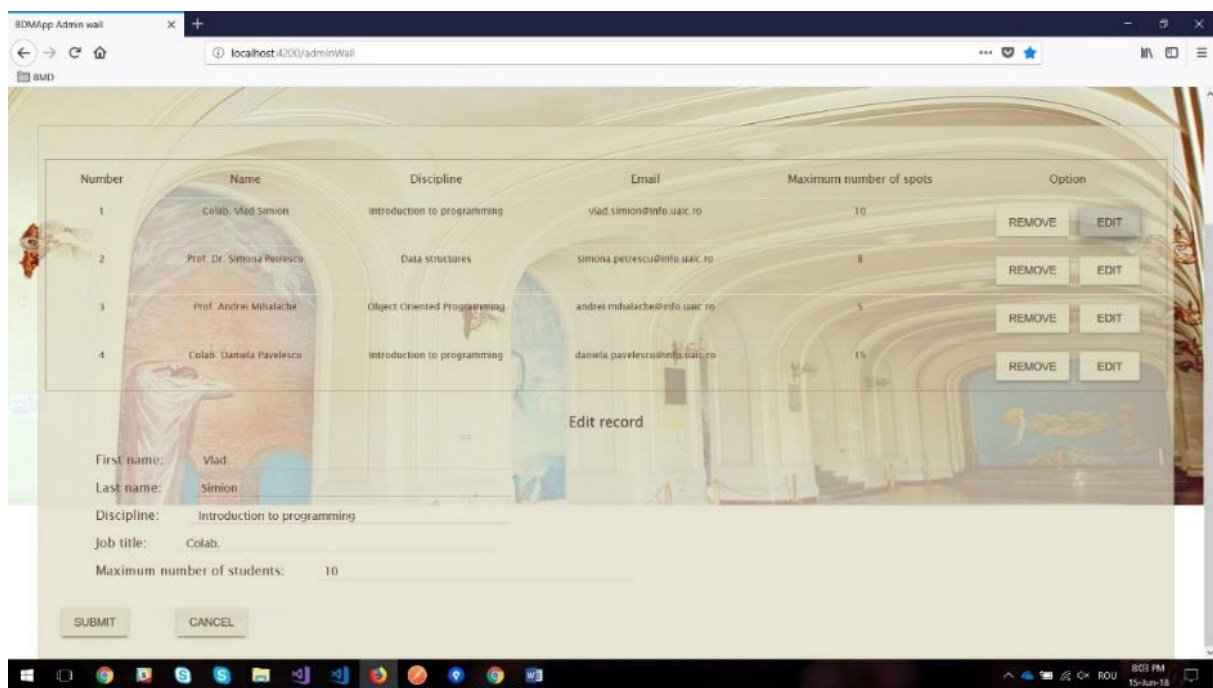 BDMApp Admin wall
localhost:4200/adminWall
BMD
Number Name Discipline Email Maximum number of spots Option
1 Colab. Vlad Simion Introduction to programming vlad.simion@info.uaic.ro 10 REMOVE EDIT
2 Prof. Dr. Simona Petrescu Data structures simona.petrescu@info.uaic.ro 8 REMOVE EDIT
3 Prof. Andrei Mihalache Object Oriented Programming andrei.mihalache@info.uaic.ro 5 REMOVE EDIT
4 Colab. Daniela Pavelescu Introduction to programming daniela.pavelescu@info.uaic.ro 15 REMOVE EDIT
Edit record
First name: Vlad
Last name: Simion
Discipline: Introduction to programming
Job title: Colab.
Maximum number of students: 10
SUBMIT CANCEL
ROU
8:03 PM
15-Jun-18